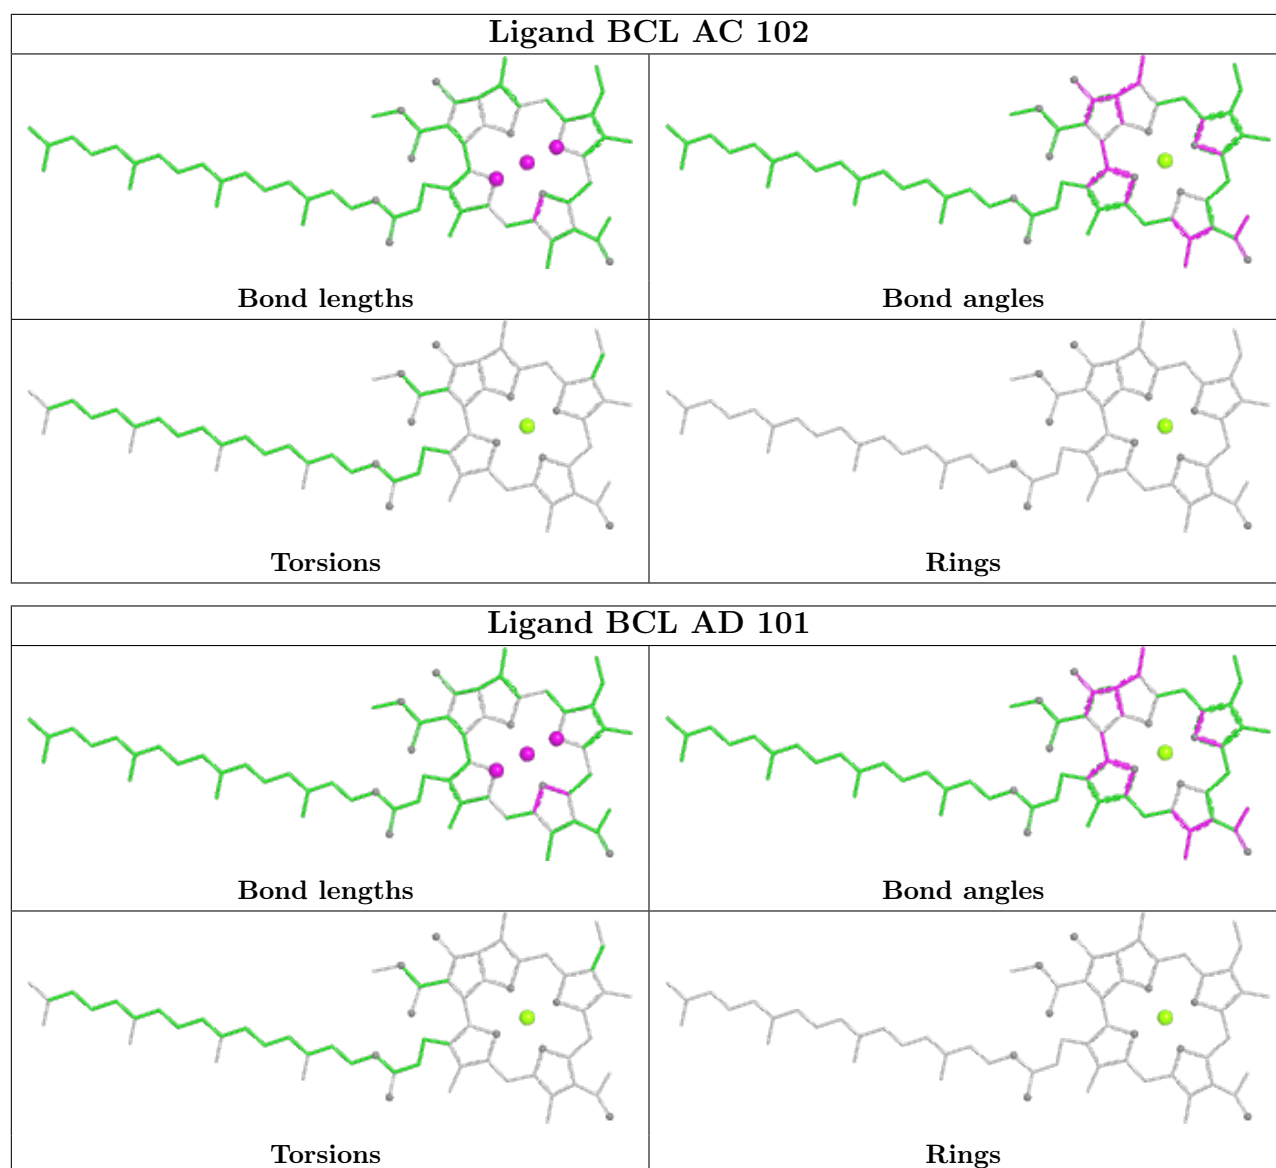 Ligand BCL AC 102
Bond lengths
Bond angles
Torsions
Rings
Ligand BCL AD 101
Bond lengths
Bond angles
Torsions
Rings